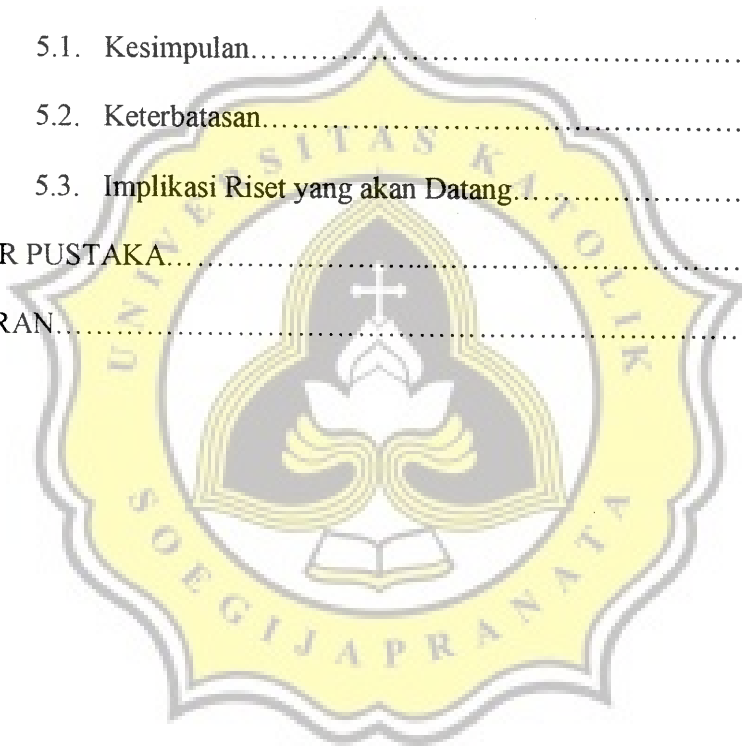 5.1. Kesimpulan……………………………………………
5.2. Keterbatasan……………………………………………
5.3. Implikasi Riset yang akan Datang……………………
R PUSTAKA……………………………………………
RAN……………………………………………
UNIVERSITAS KATOLIK
SOEGIJAPRANATA